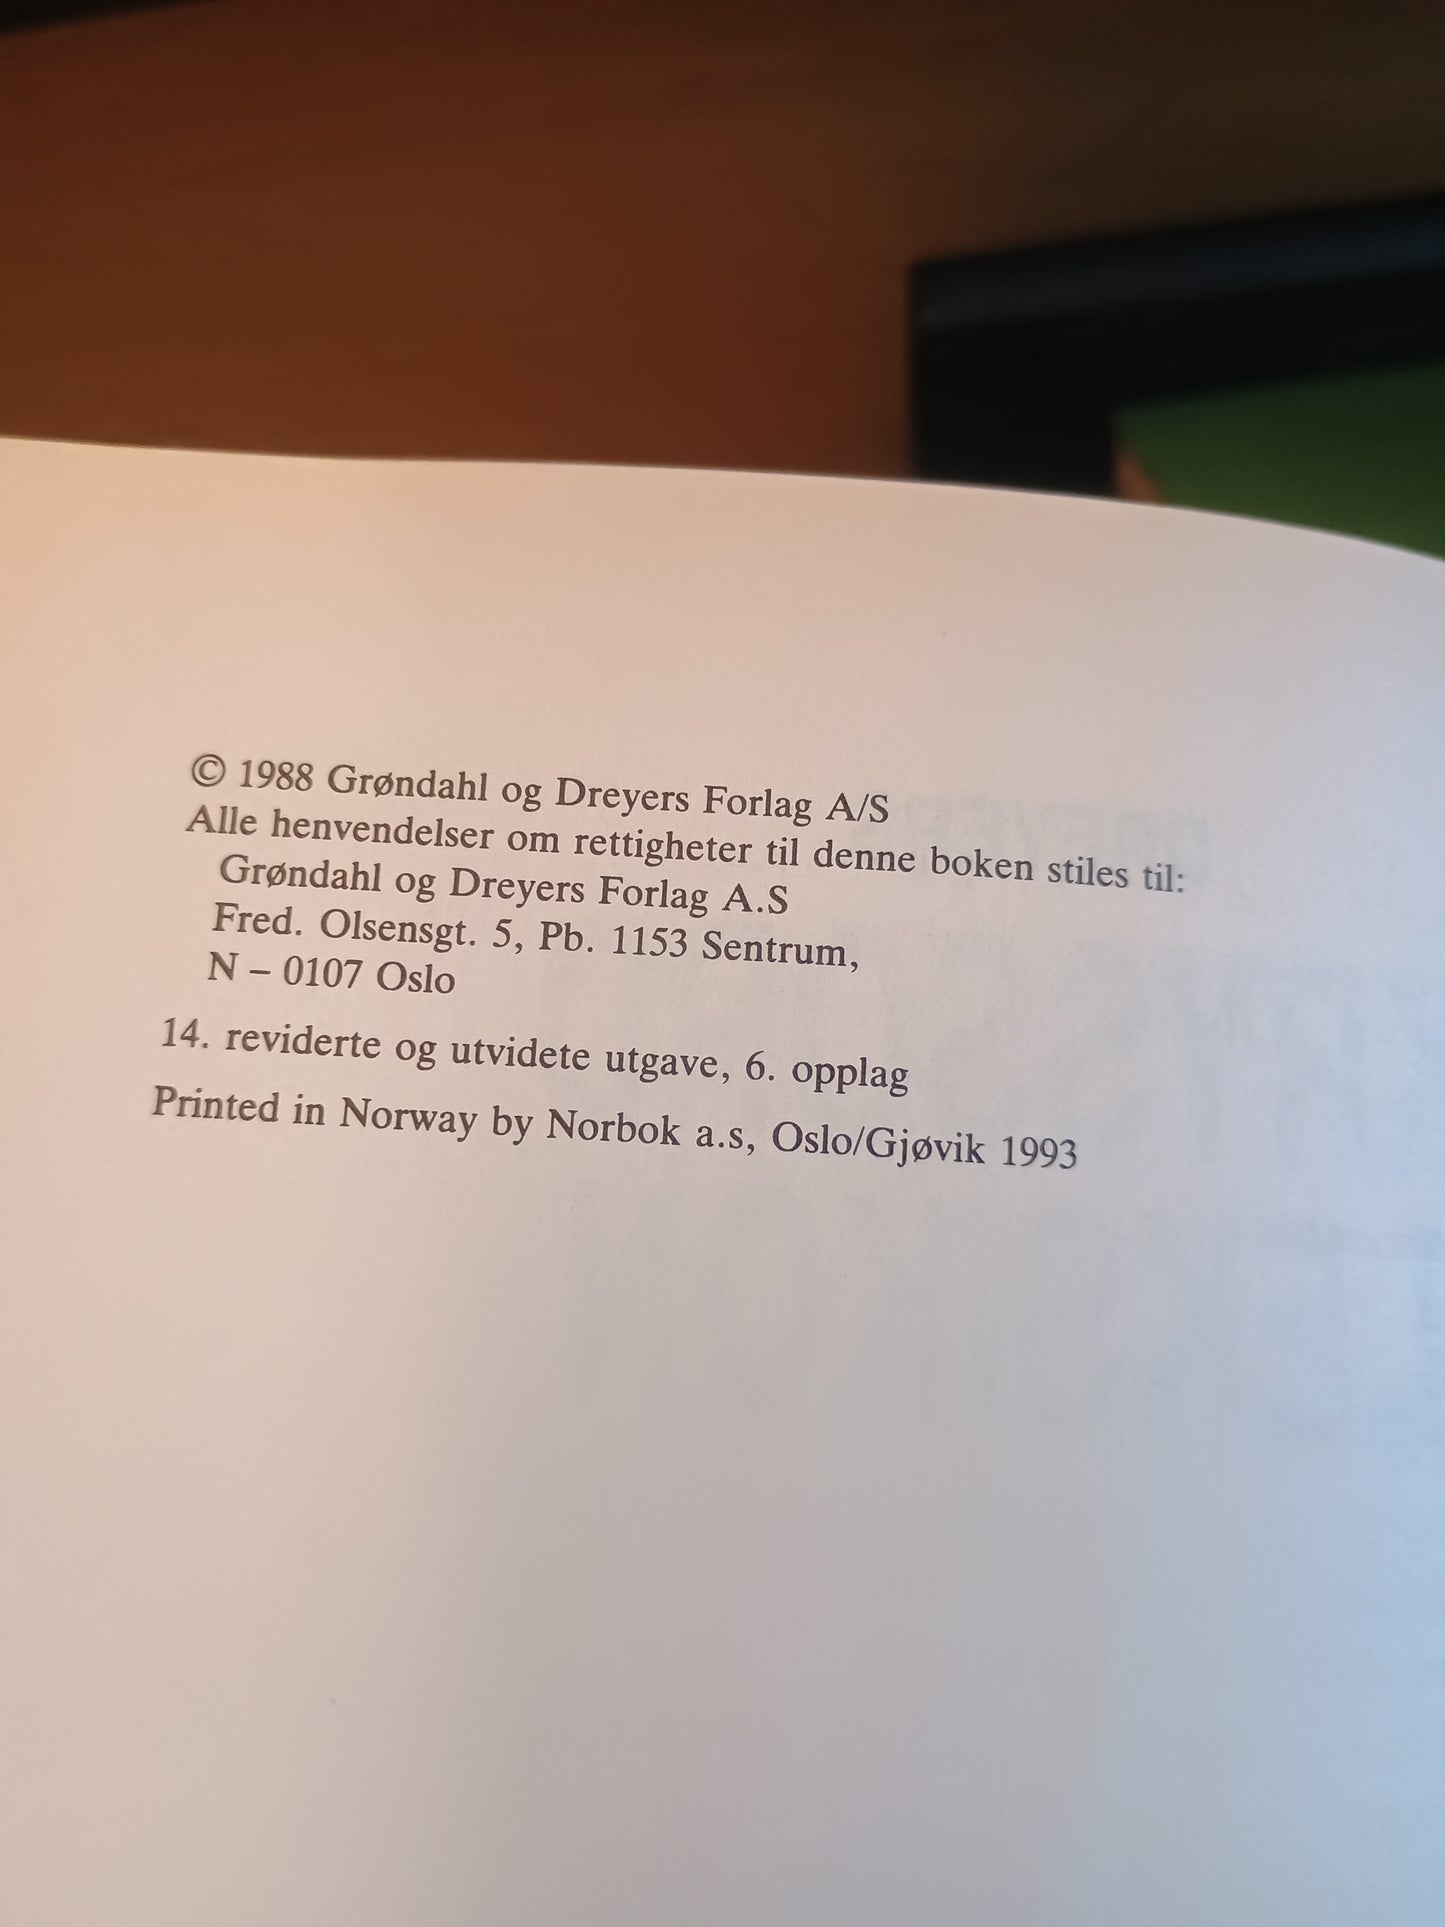 © 1988 Grøndahl og Dreyers Forlag A/S
Alle henvendelser om rettigheter til denne boken stiles til:
Grøndahl og Dreyers Forlag A.S
Fred. Olsensgt. 5, Pb. 1153 Sentrum,
N – 0107 Oslo
14. reviderte og utvidete utgave, 6. opplag
Printed in Norway by Norbok a.s, Oslo/Gjøvik 1993